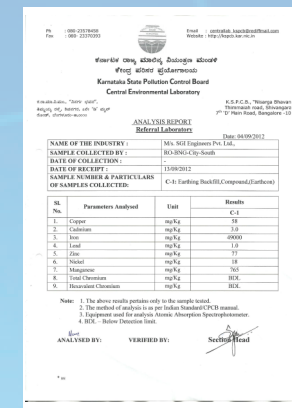 Ph : 080-23578458
Fax : 080-23370393
Email : centrallab_kspcb@rediffmail.com
Website : http://kspcb.kar.nic.in
ಕರ್ನಾಟಕ ರಾಜ್ಯ ಮಾಲಿನ್ಯ ನಿಯಂತ್ರಣ ಮಂಡಳಿ
ಕೇಂದ್ರ ಪರಿಸರ ಪ್ರಯೋಗಾಲಯ
Karnataka State Pollution Control Board
Central Environmental Laboratory
K.S.P.C.B., "Nisarga Bhavan
Thimmaiah road, Shivanagara
7th 'D' Main Road, Bangalore -10
ANALYSIS REPORT
Referral Laboratory
Date: 04/09/2012
NAME OF THE INDUSTRY : M/s. SGI Engineers Pvt. Ltd.,
SAMPLE COLLECTED BY : RO-BNG-City-South
DATE OF COLLECTION : -
DATE OF RECEIPT : 13/09/2012
SAMPLE NUMBER & PARTICULARS
OF SAMPLES COLLECTED: C-1: Earthing Backfill,Compound,(Earthcon)
Sl. No. Parameters Analysed Unit Results
C-1
1. Copper mg/Kg 58
2. Cadmium mg/Kg 3.0
3. Iron mg/Kg 49000
4. Lead mg/Kg 1.0
5. Zinc mg/Kg 77
6. Nickel mg/Kg 18
7. Manganese mg/Kg 765
8. Total Chromium mg/Kg BDL
9. Hexavalent Chromium mg/Kg BDL
Note: 1. The above results pertains only to the sample tested.
2. The method of analysis is as per Indian Standard/CPCB manual.
3. Equipment used for analysis Atomic Absorption Spectrophotometer.
4. BDL – Below Detection limit.
ANALYSED BY: VERIFIED BY: Section Head